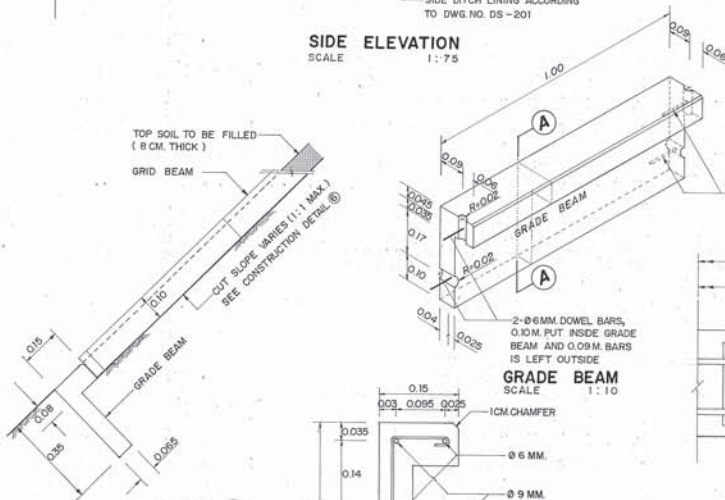 SIDE DITCH LINING ACCORDING
TO DWG. NO. DS-201
SIDE ELEVATION
SCALE 1:75
TOP SOIL TO BE FILLED
(8 CM. THICK)
GRID BEAM
CUT SLOPE VARIES (1:1 MAX.)
SEE CONSTRUCTION DETAIL ⑥
0.10
0.15
GRADE BEAM
0.08
0.35
0.065
1.00
0.09
0.06
A
0.09
0.06
R=0.02
0.045
0.035
0.17
0.10
GRADE BEAM
R=0.02
A
0.04
0.025
2-Ø6MM. DOWEL BARS,
0.10 M. PUT INSIDE GRADE
BEAM AND 0.09 M. BARS
IS LEFT OUTSIDE
GRADE BEAM
SCALE 1:10
0.15
0.03 0.095 0.025
1CM.CHAMFER
0.035
0.14
Ø 6 MM.
Ø 9 MM.